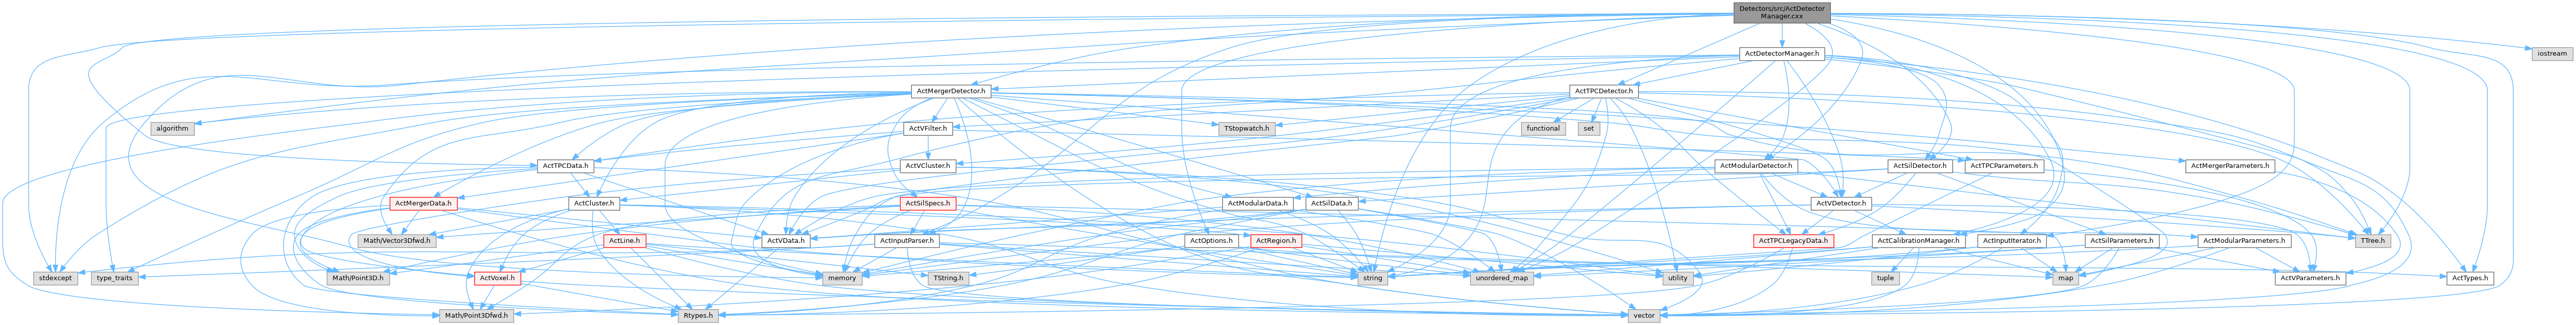 Detectors/src/ActDetector
Manager.cxx
ActDetectorManager.h
iostream
ActMergerDetector.h
ActTPCDetector.h
algorithm
ActVFilter.h
TStopwatch.h
functional
set
ActTPCData.h
ActVCluster.h
ActModularDetector.h
ActSilDetector.h
ActTPCParameters.h
ActMergerParameters.h
ActMergerData.h
ActCluster.h
ActSilSpecs.h
ActModularData.h
ActSilData.h
ActVDetector.h
Math/Vector3Dfwd.h
ActLine.h
ActVData.h
ActInputParser.h
ActOptions.h
ActRegion.h
ActTPCLegacyData.h
ActCalibrationManager.h
ActInputIterator.h
ActSilParameters.h
ActModularParameters.h
TTree.h
stdexcept
type_traits
Math/Point3D.h
ActVoxel.h
memory
TString.h
string
unordered_map
utility
tuple
map
ActVParameters.h
ActTypes.h
Math/Point3Dfwd.h
Rtypes.h
vector